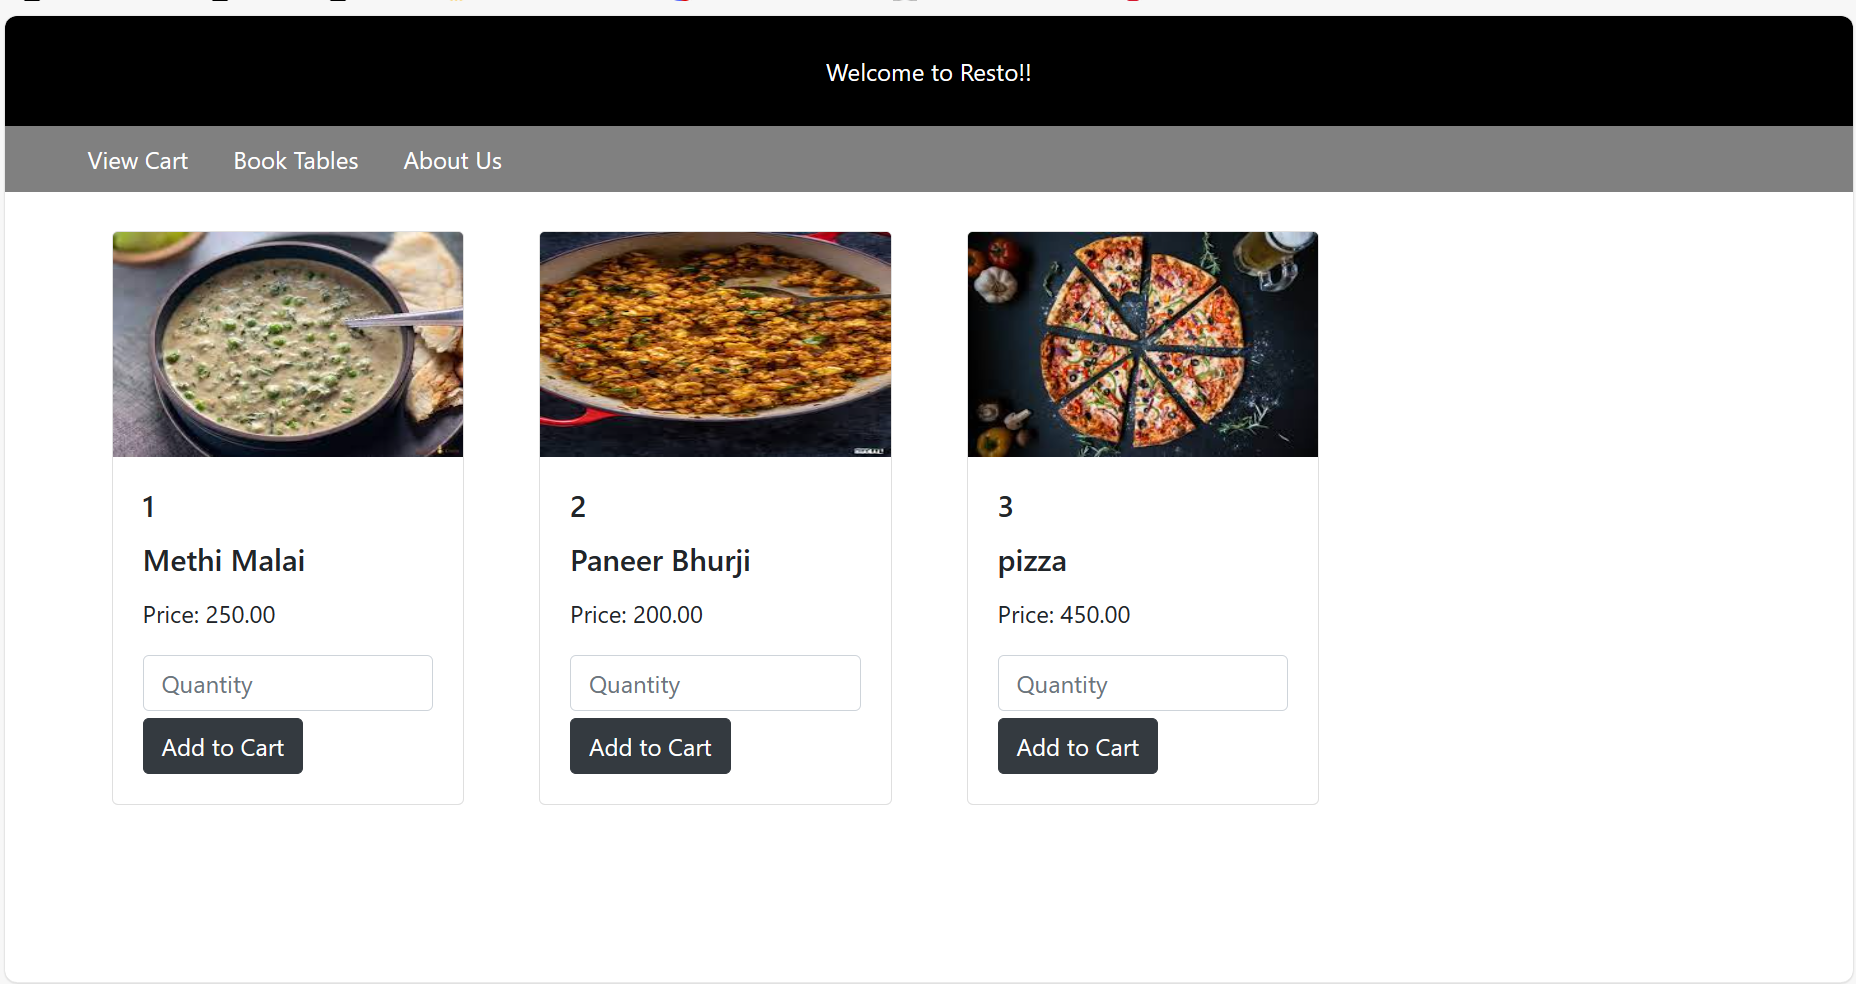 Welcome to Resto!!
View Cart Book Tables About Us
1
Methi Malai
Price: 250.00
Quantity
Add to Cart
2
Paneer Bhurji
Price: 200.00
Quantity
Add to Cart
3
pizza
Price: 450.00
Quantity
Add to Cart